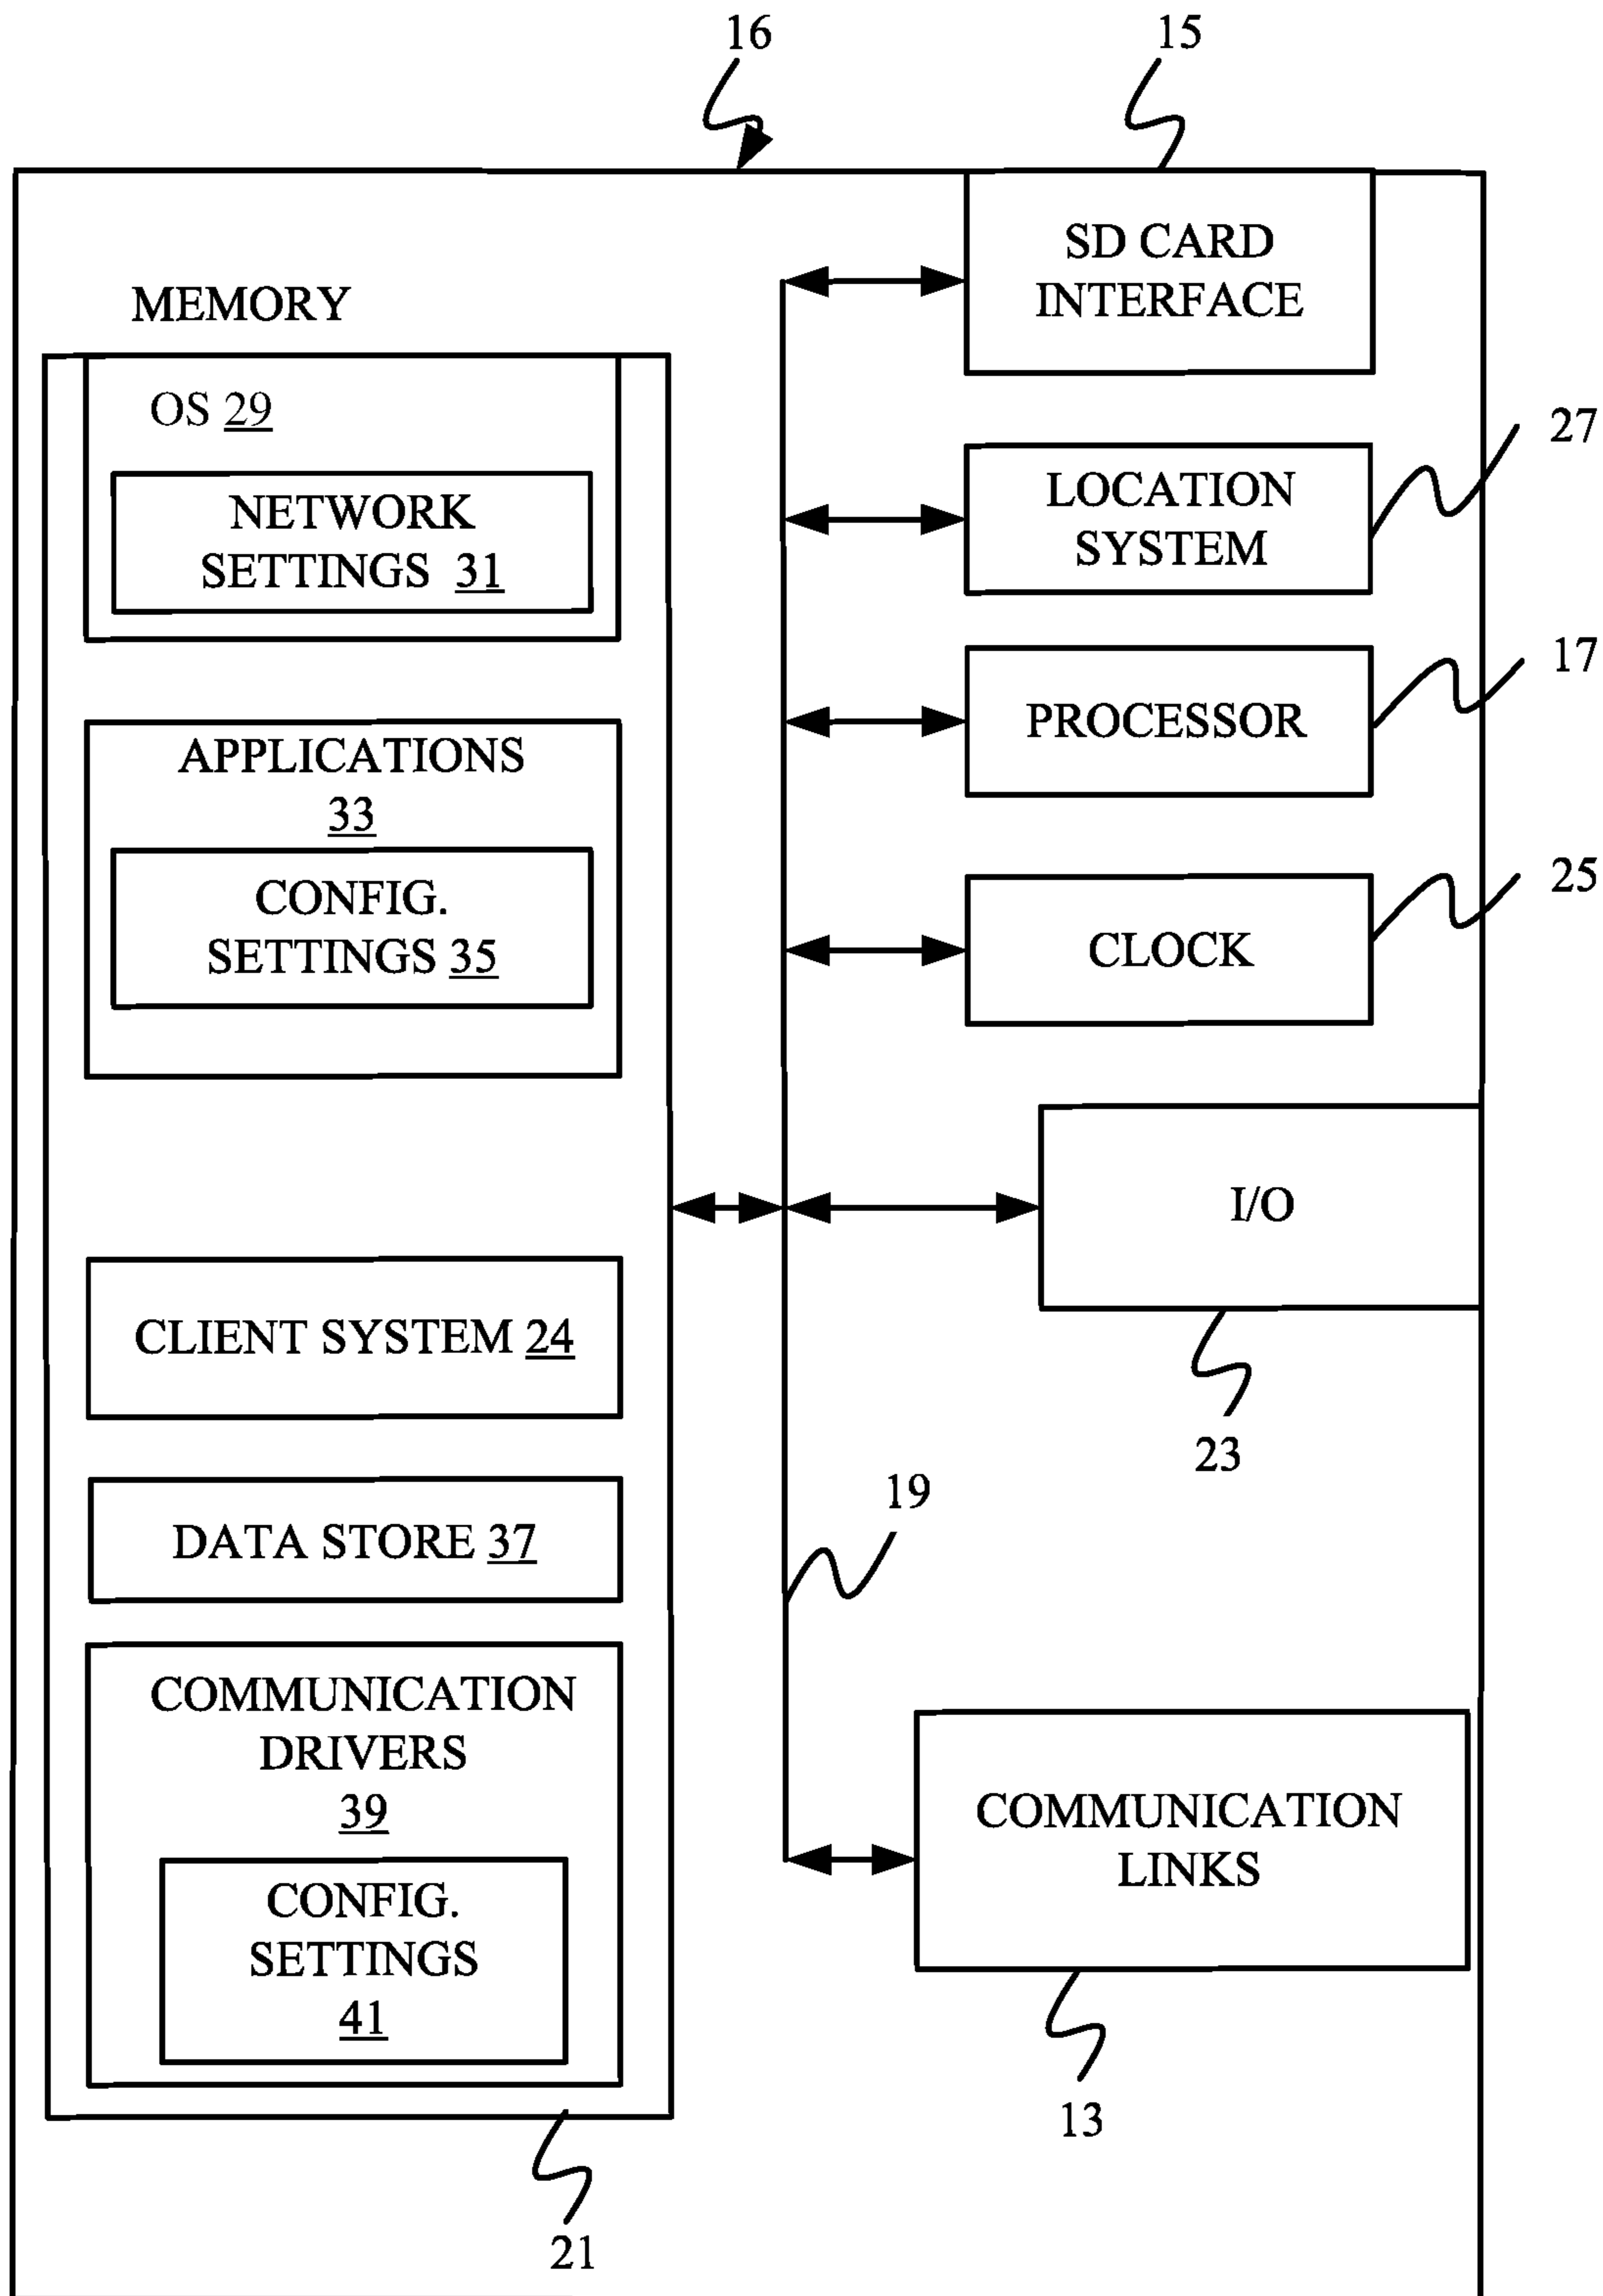 16
15
SD CARD
INTERFACE
MEMORY
OS 29
NETWORK
SETTINGS 31
APPLICATIONS
33
CONFIG.
SETTINGS 35
CLIENT SYSTEM 24
DATA STORE 37
COMMUNICATION
DRIVERS
39
CONFIG.
SETTINGS
41
21
LOCATION
SYSTEM
27
PROCESSOR
17
CLOCK
25
I/O
23
19
COMMUNICATION
LINKS
13